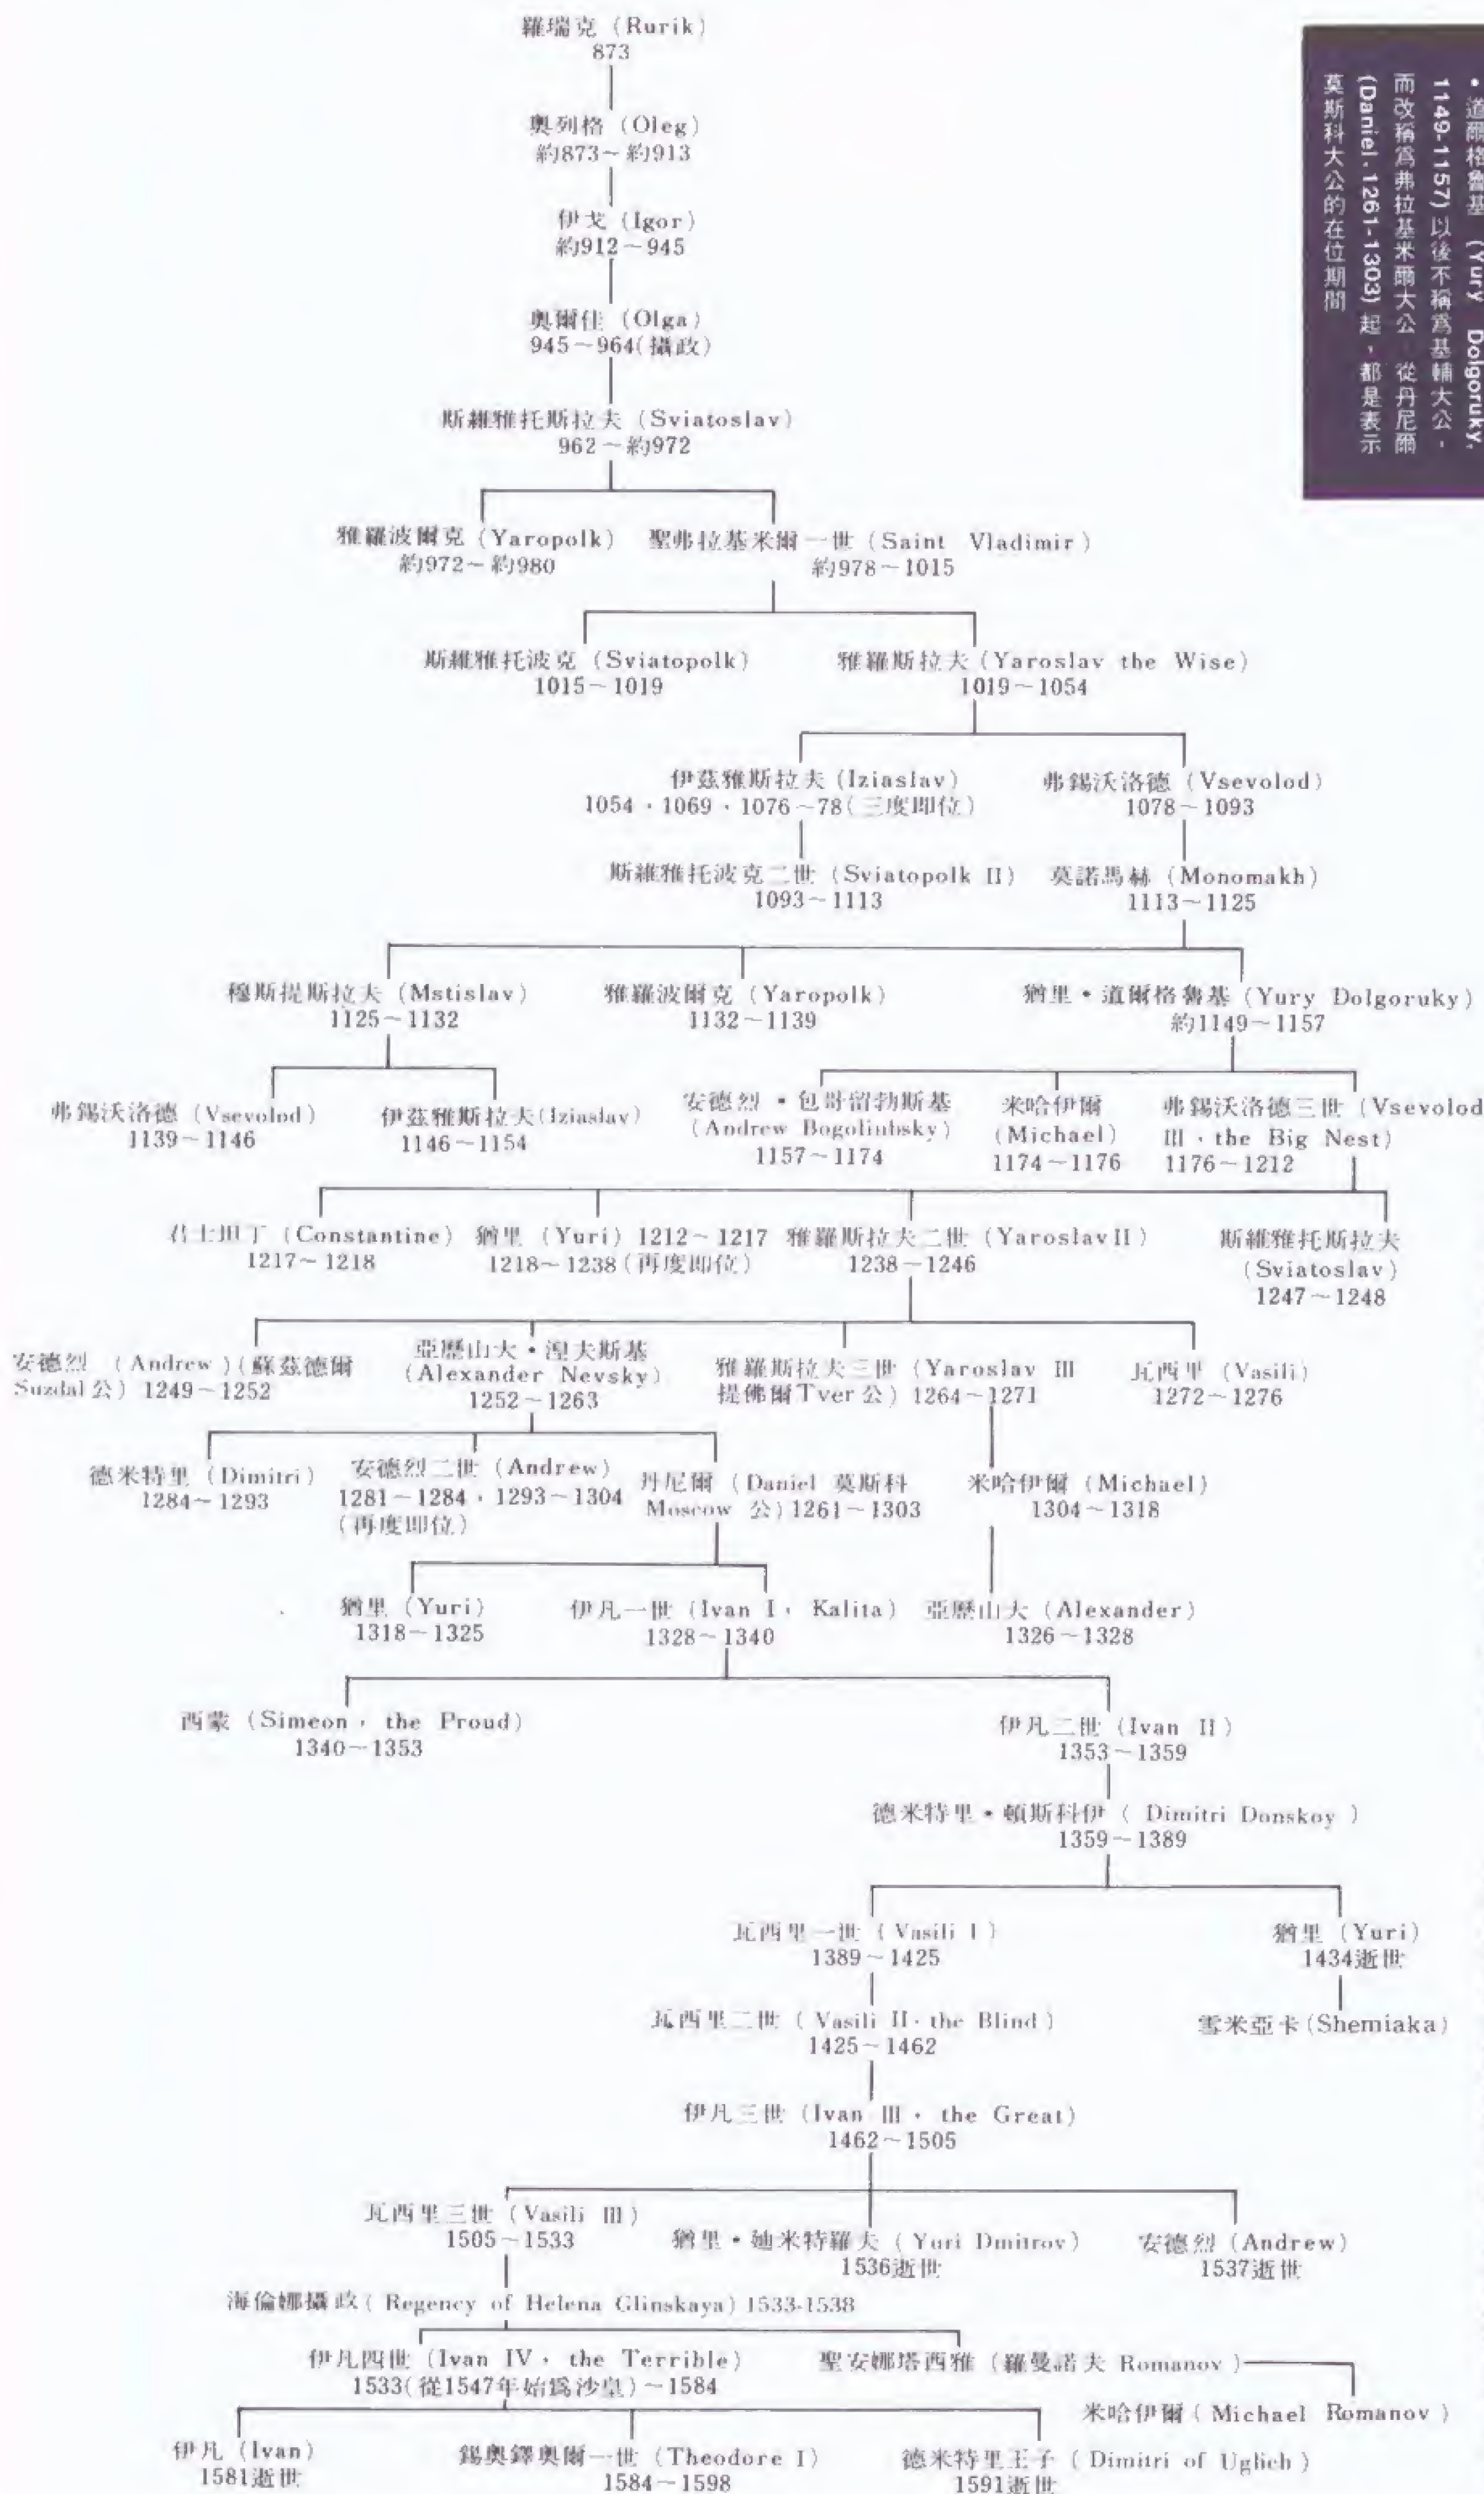 羅瑞克 (Rurik)
873
奧列格 (Oleg)
約873～約913
伊戈 (Igor)
約912～945
奧爾佳 (Olga)
945～964(攝政)
斯維雅托斯拉夫 (Sviatoslav)
962～約972
雅羅波爾克 (Yaropolk)
約972～約980
聖弗拉基米爾一世 (Saint Vladimir)
約978～1015
斯維雅托波克 (Sviatopolk)
1015～1019
雅羅斯拉夫 (Yaroslav the Wise)
1019～1054
伊茲雅斯拉夫 (Iziaslav)
1054，1069，1076～78(三度即位)
弗錫沃洛德 (Vsevolod)
1078～1093
斯維雅托波克二世 (Sviatopolk II)
1093～1113
莫諾馬赫 (Monomakh)
1113～1125
穆斯提斯拉夫 (Mstislav)
1125～1132
雅羅波爾克 (Yaropolk)
1132～1139
猶里・道爾格魯基 (Yury Dolgoruky)
約1149～1157
弗錫沃洛德 (Vsevolod)
1139～1146
伊茲雅斯拉夫(Iziaslav)
1146～1154
安德烈・包哥留勃斯基
(Andrew Bogoliubsky)
1157～1174
米哈伊爾
(Michael)
1174～1176
弗錫沃洛德三世 (Vsevolod
III，the Big Nest)
1176～1212
君士坦丁 (Constantine)
1217～1218
猶里 (Yuri) 1212～1217
1218～1238(再度即位)
雅羅斯拉夫二世 (Yaroslav II)
1238～1246
斯維雅托斯拉夫
(Sviatoslav)
1247～1248
安德烈 (Andrew)(蘇茲德爾
Suzdal公) 1249～1252
亞歷山大・涅夫斯基
(Alexander Nevsky)
1252～1263
雅羅斯拉夫三世 (Yaroslav III
提佛爾Tver公) 1264～1271
瓦西里 (Vasili)
1272～1276
德米特里 (Dimitri)
1284～1293
安德烈二世 (Andrew)
1281～1284，1293～1304
(再度即位)
丹尼爾 (Daniel 莫斯科
Moscow 公)1261～1303
米哈伊爾 (Michael)
1304～1318
猶里 (Yuri)
1318～1325
伊凡一世 (Ivan I，Kalita)
1328～1340
亞歷山大 (Alexander)
1326～1328
西蒙 (Simeon，the Proud)
1340～1353
伊凡二世 (Ivan II)
1353～1359
德米特里・頓斯科伊 ( Dimitri Donskoy )
1359～1389
瓦西里一世 ( Vasili I )
1389～1425
猶里 (Yuri)
1434逝世
瓦西里二世 ( Vasili II，the Blind )
1425～1462
雪米亞卡(Shemiaka)
伊凡三世 (Ivan III，the Great)
1462～1505
瓦西里三世 (Vasili III)
1505～1533
猶里・廸米特羅夫 ( Yuri Dmitrov)
1536逝世
安德烈 (Andrew)
1537逝世
海倫娜攝政( Regency of Helena Glinskaya) 1533-1538
伊凡四世 (Ivan IV，the Terrible)
1533(從1547年始爲沙皇)～1584
聖安娜塔西雅 (羅曼諾夫 Romanov )
米哈伊爾 ( Michael Romanov )
伊凡 (Ivan)
1581逝世
錫奧鐸奧爾一世 (Theodore I)
1584～1598
德米特里王子 ( Dimitri of Uglich )
1591逝世
•道爾格魯基 (Yury Dolgoruky,
1149-1157) 以後不稱爲基輔大公，
而改稱爲弗拉基米爾大公 從丹尼爾
(Daniel, 1261-1303) 起，都是表示
莫斯科大公的在位期間